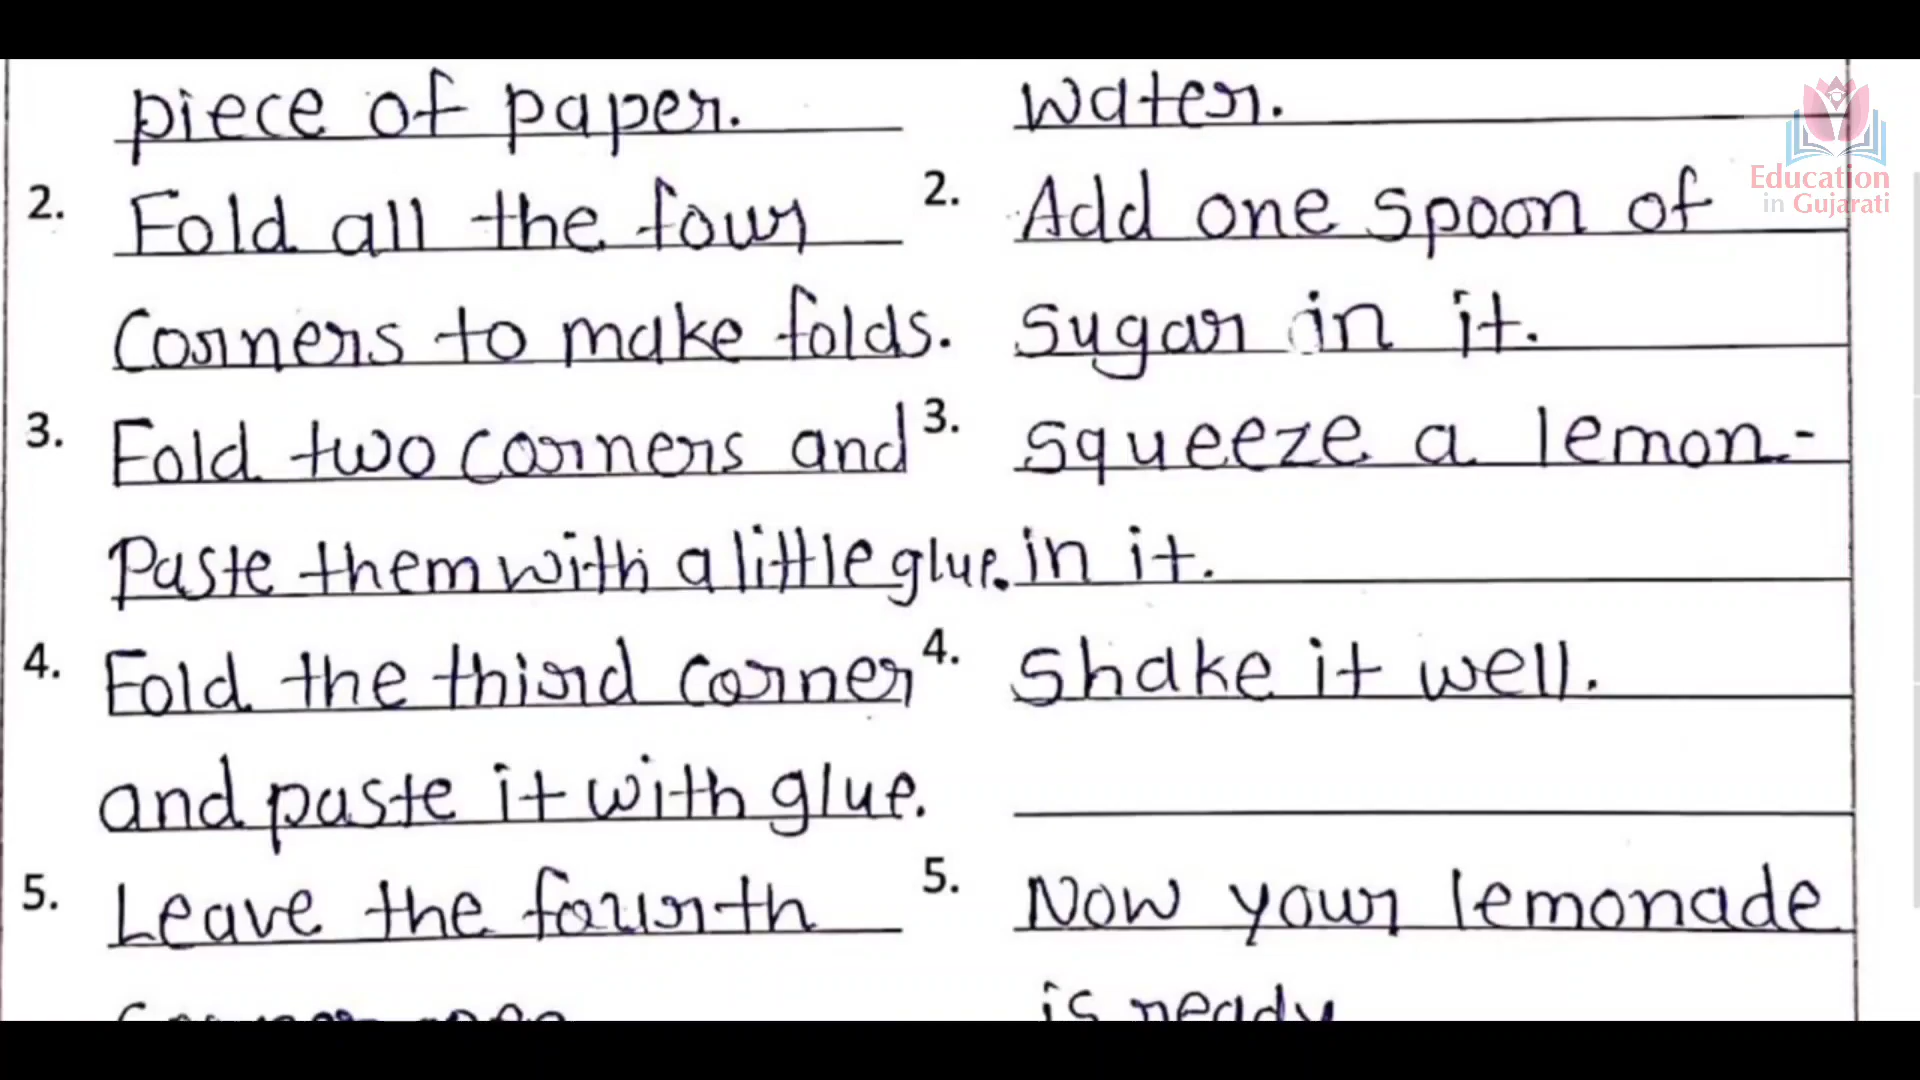 piece of paper.
2. Fold all the four
corners to make folds.
3. Fold two corners and
Paste them with a little glue.
4. Fold the third corner
and paste it with glue.
5. Leave the fourth
water.
2. Add one spoon of
sugar in it.
3. squeeze a lemon-
in it.
4. Shake it well.
5. Now your lemonade
is ready
Education
in Gujarati